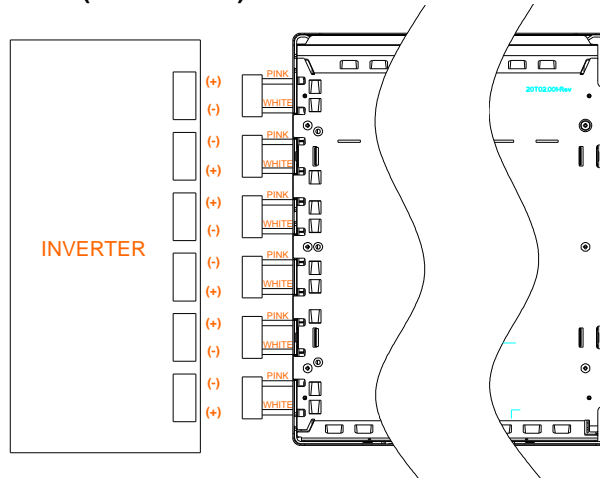 (+)
PINK
(-)
WHITE
(-)
PINK
(+)
WHITE
(+)
PINK
(-)
WHITE
INVERTER
(-)
PINK
(+)
WHITE
(+)
PINK
(-)
WHITE
(-)
PINK
(+)
WHITE